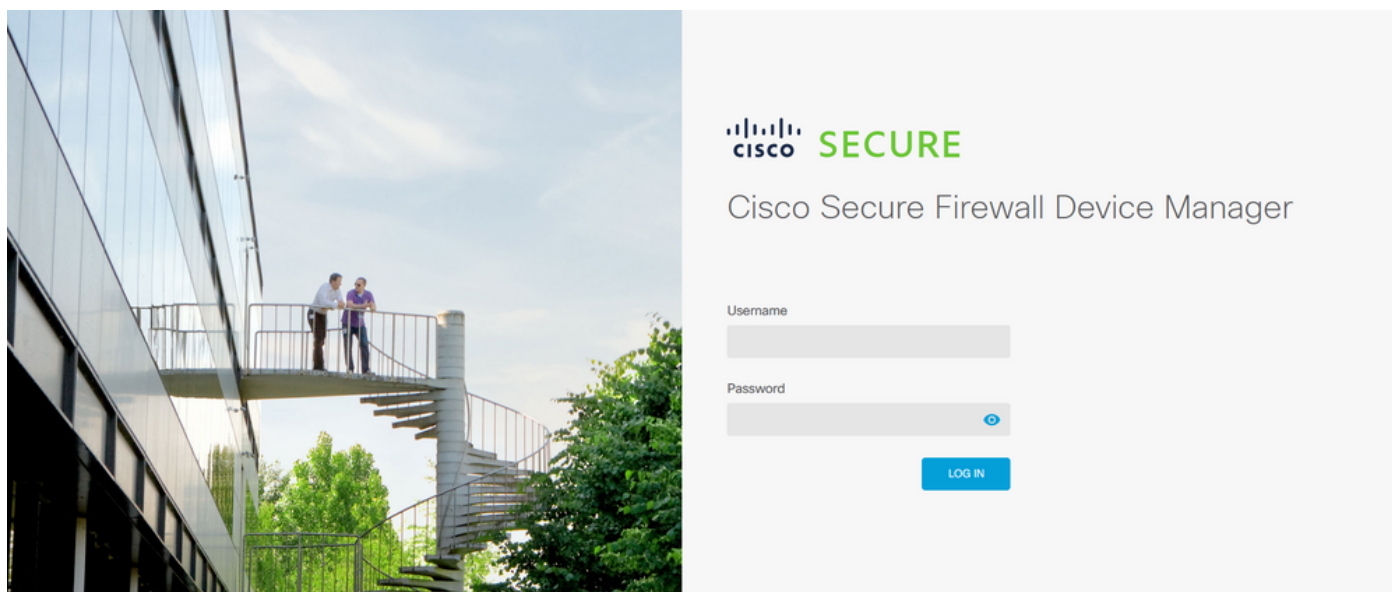 CISCO SECURE
Cisco Secure Firewall Device Manager
Username
Password
LOG IN